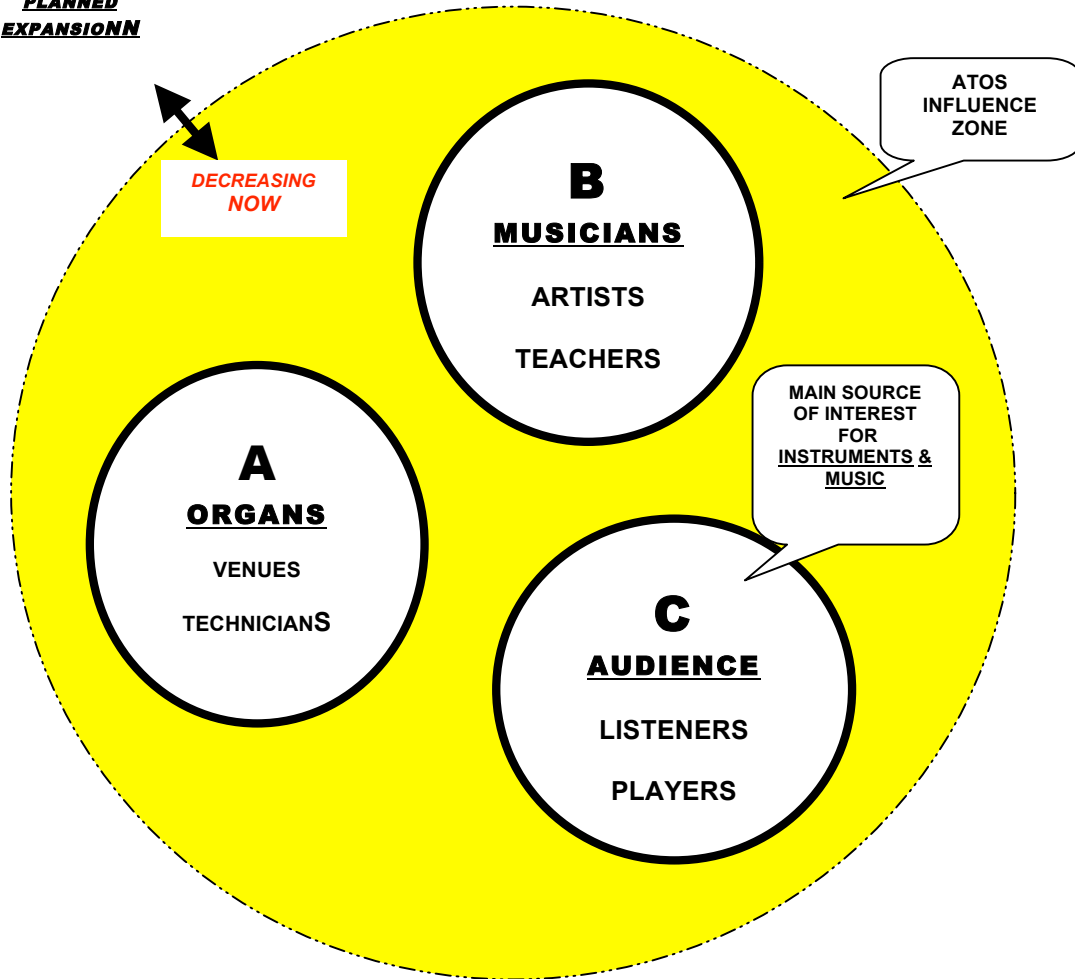 PLANNED
EXPANSIONN
DECREASING
NOW
ATOS
INFLUENCE
ZONE
B
MUSICIANS
ARTISTS
TEACHERS
MAIN SOURCE
OF INTEREST
FOR
INSTRUMENTS &
MUSIC
A
ORGANS
VENUES
TECHNICIANS
C
AUDIENCE
LISTENERS
PLAYERS